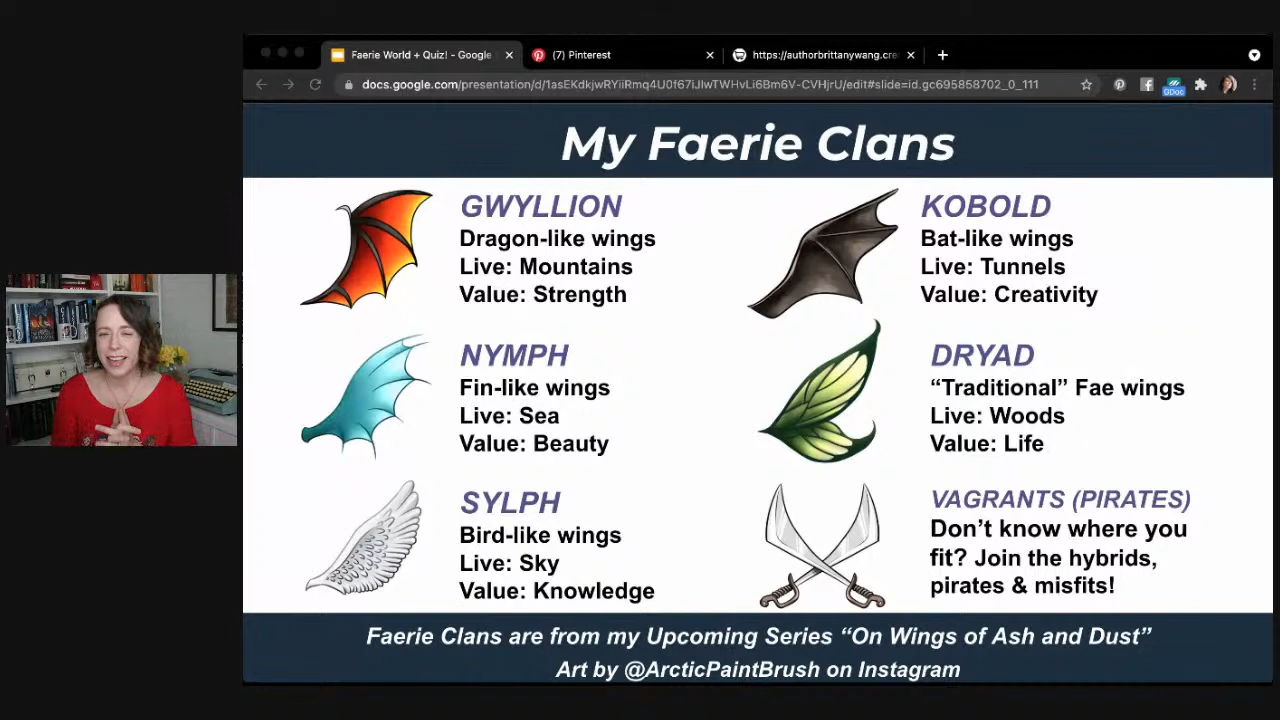 Faerie World + Quiz! - Google
(7) Pinterest
https://authorbrittanywang.cre
docs.google.com/presentation/d/1asEKdkjwRYiiRmq4U0f67iJIwTWHvLi6Bm6V-CVHjrU/edit#slide=id.gc695858702_0_111
GDoc
My Faerie Clans
GWYLLION
Dragon-like wings
Live: Mountains
Value: Strength
KOBOLD
Bat-like wings
Live: Tunnels
Value: Creativity
NYMPH
Fin-like wings
Live: Sea
Value: Beauty
DRYAD
“Traditional” Fae wings
Live: Woods
Value: Life
SYLPH
Bird-like wings
Live: Sky
Value: Knowledge
VAGRANTS (PIRATES)
Don’t know where you
fit? Join the hybrids,
pirates & misfits!
Faerie Clans are from my Upcoming Series “On Wings of Ash and Dust”
Art by @ArcticPaintBrush on Instagram